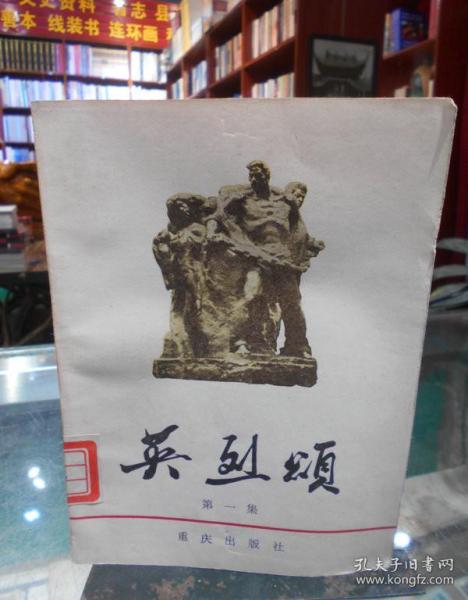 文史资料 省志县
善本 线装书 连环画
英烈颂
第一集
重庆出版社
孔夫子旧书网
www.kongfz.com